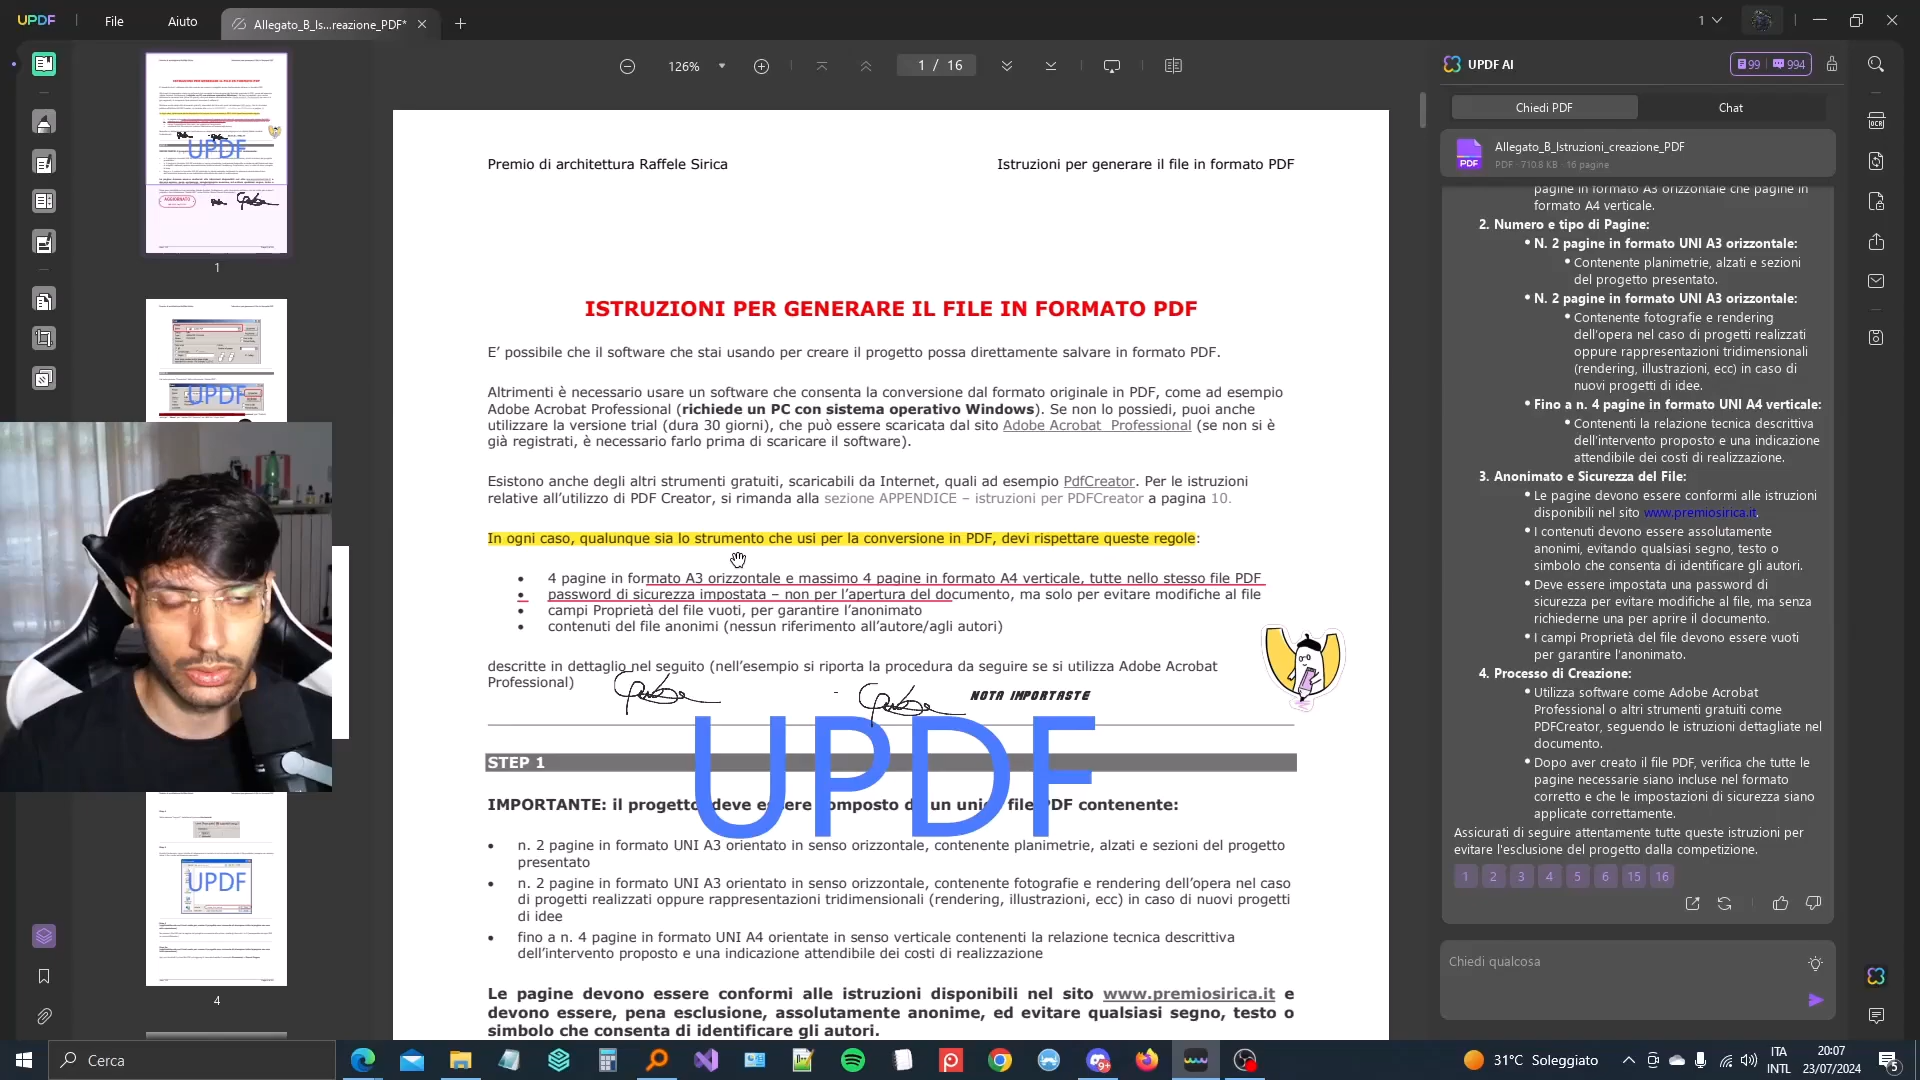 UPDF
File
Aiuto
Allegato_B_Is...reazione_PDF*
1
126%
1 / 16
UPDF AI
99
994
Chiedi PDF
Chat
PDF
Allegato_B_Istruzioni_creazione_PDF
PDF · 710.8 KB · 16 pagine
UPDF
1
UPDF
UPDF
4
Premio di architettura Raffele Sirica
Istruzioni per generare il file in formato PDF
ISTRUZIONI PER GENERARE IL FILE IN FORMATO PDF
E’ possibile che il software che stai usando per creare il progetto possa direttamente salvare in formato PDF.
Altrimenti è necessario usare un software che consenta la conversione dal formato originale in PDF, come ad esempio
Adobe Acrobat Professional (richiede un PC con sistema operativo Windows). Se non lo possiedi, puoi anche
utilizzare la versione trial (dura 30 giorni), che può essere scaricata dal sito Adobe Acrobat Professional (se non si è
già registrati, è necessario farlo prima di scaricare il software).
Esistono anche degli altri strumenti gratuiti, scaricabili da Internet, quali ad esempio PdfCreator. Per le istruzioni
relative all’utilizzo di PDF Creator, si rimanda alla sezione APPENDICE – istruzioni per PDFCreator a pagina 10.
In ogni caso, qualunque sia lo strumento che usi per la conversione in PDF, devi rispettare queste regole:
• 4 pagine in formato A3 orizzontale e massimo 4 pagine in formato A4 verticale, tutte nello stesso file PDF
• password di sicurezza impostata – non per l’apertura del documento, ma solo per evitare modifiche al file
• campi Proprietà del file vuoti, per garantire l’anonimato
• contenuti del file anonimi (nessun riferimento all’autore/agli autori)
descritte in dettaglio nel seguito (nell’esempio si riporta la procedura da seguire se si utilizza Adobe Acrobat
Professional)
NOTA IMPORTASTE
UPDF
STEP 1
IMPORTANTE: il progetto deve essere composto da un unico file PDF contenente:
• n. 2 pagine in formato UNI A3 orientato in senso orizzontale, contenente planimetrie, alzati e sezioni del progetto
presentato
• n. 2 pagine in formato UNI A3 orientato in senso orizzontale, contenente fotografie e rendering dell’opera nel caso
di progetti realizzati oppure rappresentazioni tridimensionali (rendering, illustrazioni, ecc) in caso di nuovi progetti
di idee
• fino a n. 4 pagine in formato UNI A4 orientate in senso verticale contenenti la relazione tecnica descrittiva
dell’intervento proposto e una indicazione attendibile dei costi di realizzazione
Le pagine devono essere conformi alle istruzioni disponibili nel sito www.premiosirica.it e
devono essere, pena esclusione, assolutamente anonime, ed evitare qualsiasi segno, testo o
simbolo che consenta di identificare gli autori.
pagine in formato A3 orizzontale che pagine in
formato A4 verticale.
2. Numero e tipo di Pagine:
• N. 2 pagine in formato UNI A3 orizzontale:
• Contenente planimetrie, alzati e sezioni
del progetto presentato.
• N. 2 pagine in formato UNI A3 orizzontale:
• Contenente fotografie e rendering
dell'opera nel caso di progetti realizzati
oppure rappresentazioni tridimensionali
(rendering, illustrazioni, ecc) in caso di
nuovi progetti di idee.
• Fino a n. 4 pagine in formato UNI A4 verticale:
• Contenenti la relazione tecnica descrittiva
dell'intervento proposto e una indicazione
attendibile dei costi di realizzazione.
3. Anonimato e Sicurezza del File:
• Le pagine devono essere conformi alle istruzioni
disponibili nel sito www.premiosirica.it.
• I contenuti devono essere assolutamente
anonimi, evitando qualsiasi segno, testo o
simbolo che consenta di identificare gli autori.
• Deve essere impostata una password di
sicurezza per evitare modifiche al file, ma senza
richiederne una per aprire il documento.
• I campi Proprietà del file devono essere vuoti
per garantire l'anonimato.
4. Processo di Creazione:
• Utilizza software come Adobe Acrobat
Professional o altri strumenti gratuiti come
PDFCreator, seguendo le istruzioni dettagliate nel
documento.
• Dopo aver creato il file PDF, verifica che tutte le
pagine necessarie siano incluse nel formato
corretto e che le impostazioni di sicurezza siano
applicate correttamente.
Assicurati di seguire attentamente tutte queste istruzioni per
evitare l'esclusione del progetto dalla competizione.
1 2 3 4 5 6 15 16
Chiedi qualcosa
Cerca
31°C Soleggiato
ITA
INTL
20:07
23/07/2024
5